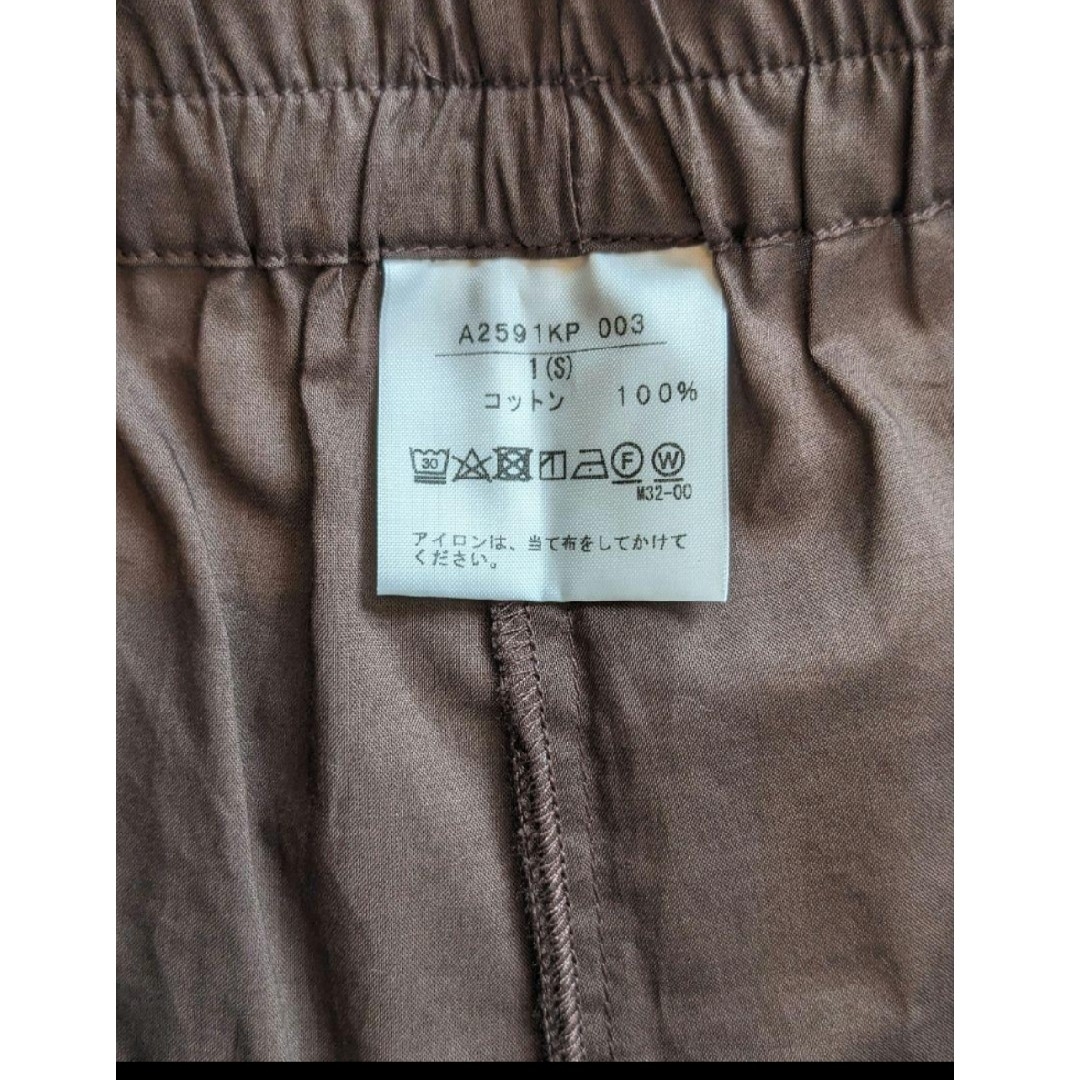 A2591KP 003
1(S)
コットン 100%
30 F W
M32-00
アイロンは、当て布をしてかけて
ください。